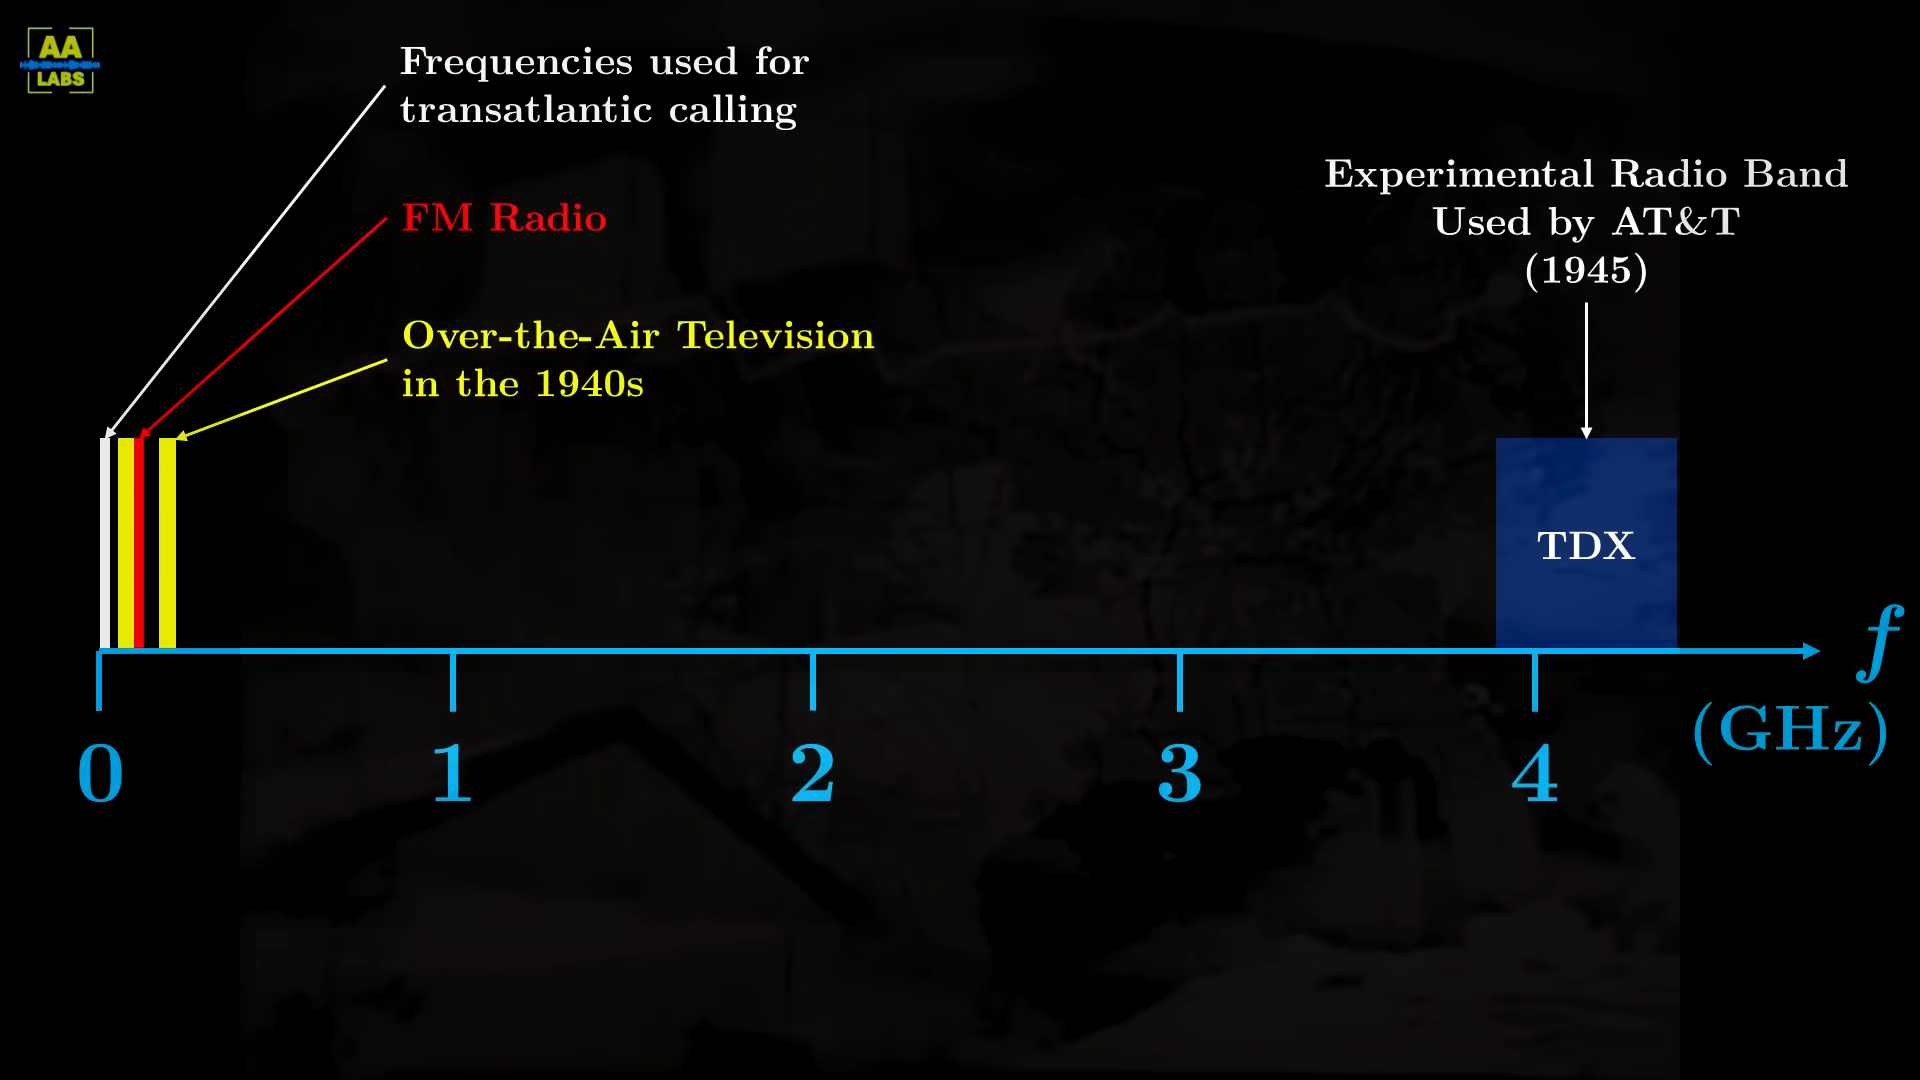 AA
LABS
Frequencies used for
transatlantic calling
FM Radio
Over-the-Air Television
in the 1940s
Experimental Radio Band
Used by AT&T
(1945)
TDX
f
(GHz)
0 1 2 3 4